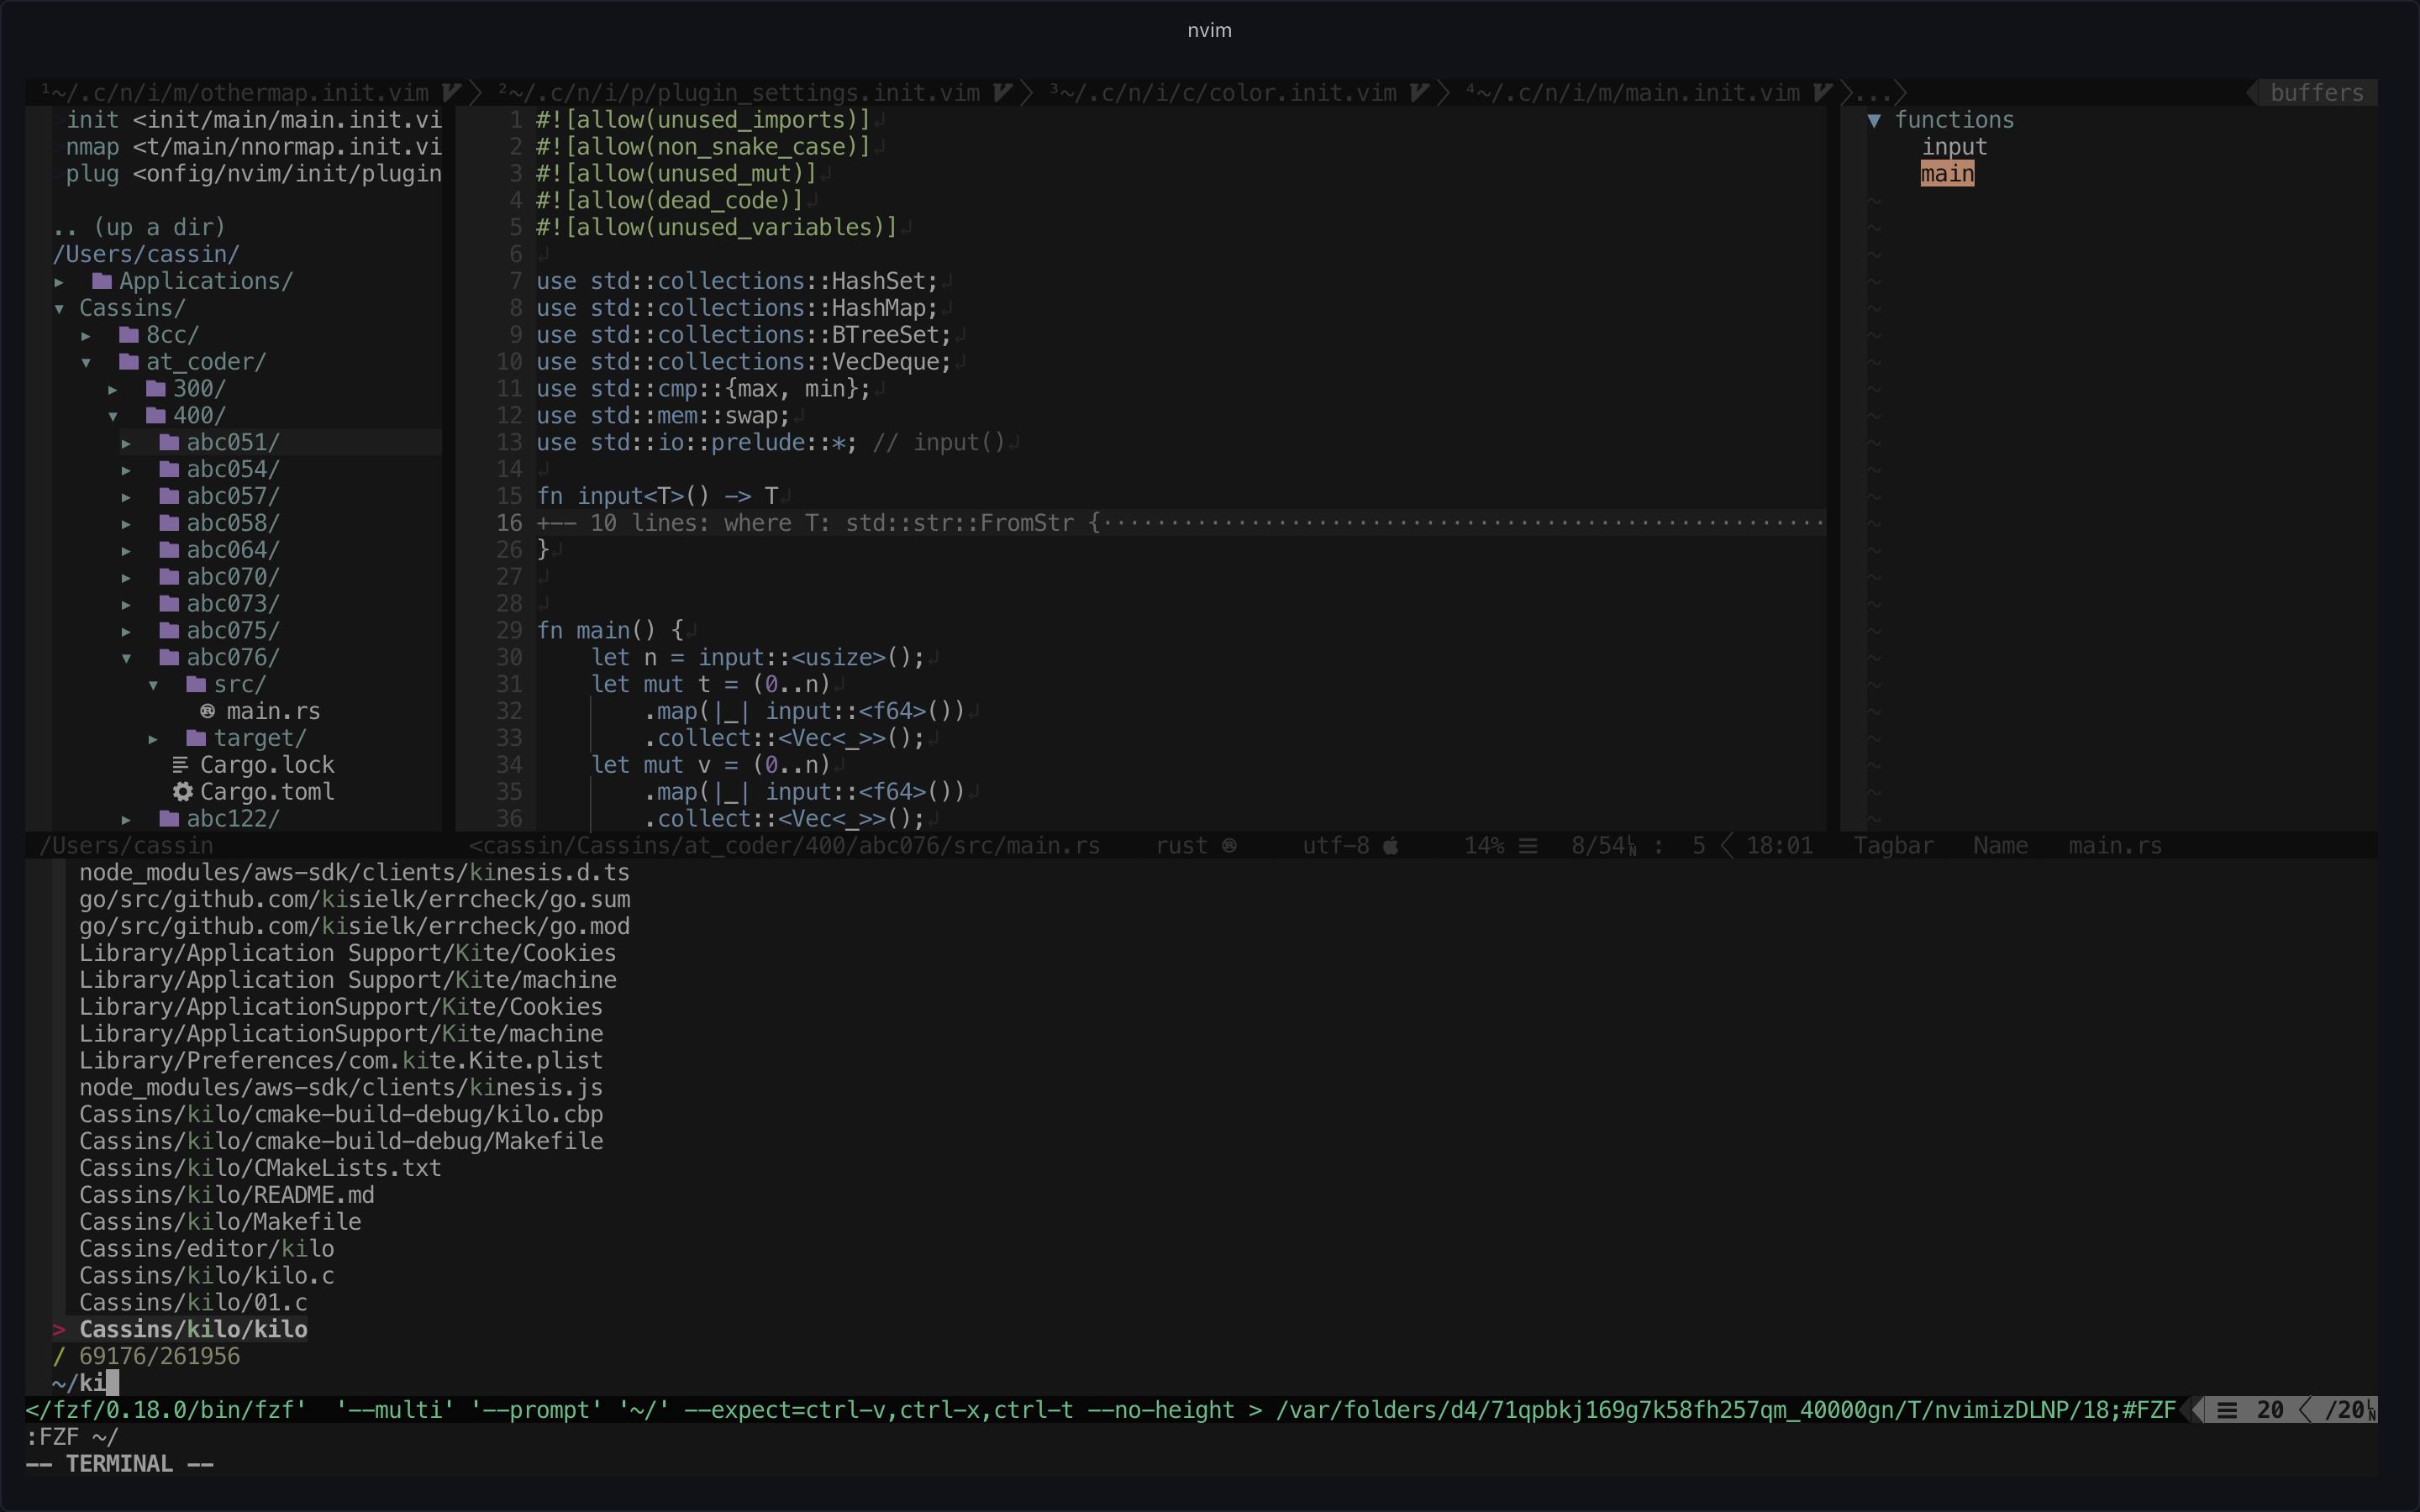 nvim
¹~/.c/n/i/m/othermap.init.vim ²~/.c/n/i/p/plugin_settings.init.vim ³~/.c/n/i/c/color.init.vim ⁴~/.c/n/i/m/main.init.vim ... buffers
init <init/main/main.init.vi
nmap <t/main/nnormap.init.vi
plug <onfig/nvim/init/plugin
.. (up a dir)
/Users/cassin/
▸ Applications/
▾ Cassins/
▸ 8cc/
▾ at_coder/
▸ 300/
▾ 400/
▸ abc051/
▸ abc054/
▸ abc057/
▸ abc058/
▸ abc064/
▸ abc070/
▸ abc073/
▸ abc075/
▾ abc076/
▾ src/
main.rs
▸ target/
Cargo.lock
Cargo.toml
▸ abc122/
1 #![allow(unused_imports)]
2 #![allow(non_snake_case)]
3 #![allow(unused_mut)]
4 #![allow(dead_code)]
5 #![allow(unused_variables)]
6
7 use std::collections::HashSet;
8 use std::collections::HashMap;
9 use std::collections::BTreeSet;
10 use std::collections::VecDeque;
11 use std::cmp::{max, min};
12 use std::mem::swap;
13 use std::io::prelude::*; // input()
14
15 fn input<T>() -> T
16 +-- 10 lines: where T: std::str::FromStr {······················································
26 }
27
28
29 fn main() {
30     let n = input::<usize>();
31     let mut t = (0..n)
32         .map(|_| input::<f64>())
33         .collect::<Vec<_>>();
34     let mut v = (0..n)
35         .map(|_| input::<f64>())
36         .collect::<Vec<_>>();
▼ functions
input
main
/Users/cassin <cassin/Cassins/at_coder/400/abc076/src/main.rs rust utf-8 14% ☰ 8/54 : 5 18:01 Tagbar Name main.rs
node_modules/aws-sdk/clients/kinesis.d.ts
go/src/github.com/kisielk/errcheck/go.sum
go/src/github.com/kisielk/errcheck/go.mod
Library/Application Support/Kite/Cookies
Library/Application Support/Kite/machine
Library/ApplicationSupport/Kite/Cookies
Library/ApplicationSupport/Kite/machine
Library/Preferences/com.kite.Kite.plist
node_modules/aws-sdk/clients/kinesis.js
Cassins/kilo/cmake-build-debug/kilo.cbp
Cassins/kilo/cmake-build-debug/Makefile
Cassins/kilo/CMakeLists.txt
Cassins/kilo/README.md
Cassins/kilo/Makefile
Cassins/editor/kilo
Cassins/kilo/kilo.c
Cassins/kilo/01.c
> Cassins/kilo/kilo
/ 69176/261956
~/ki
</fzf/0.18.0/bin/fzf'  '--multi' '--prompt' '~/' --expect=ctrl-v,ctrl-x,ctrl-t --no-height > /var/folders/d4/71qpbkj169g7k58fh257qm_40000gn/T/nvimizDLNP/18;#FZF ☰ 20 /20
:FZF ~/
-- TERMINAL --